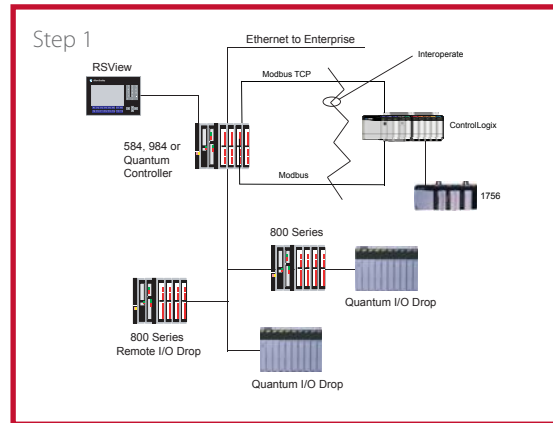 Step 1
Ethernet to Enterprise
RSView
Modbus TCP
Interoperate
ControlLogix
584, 984 or
Quantum
Controller
Modbus
1756
800 Series
Quantum I/O Drop
800 Series
Remote I/O Drop
Quantum I/O Drop